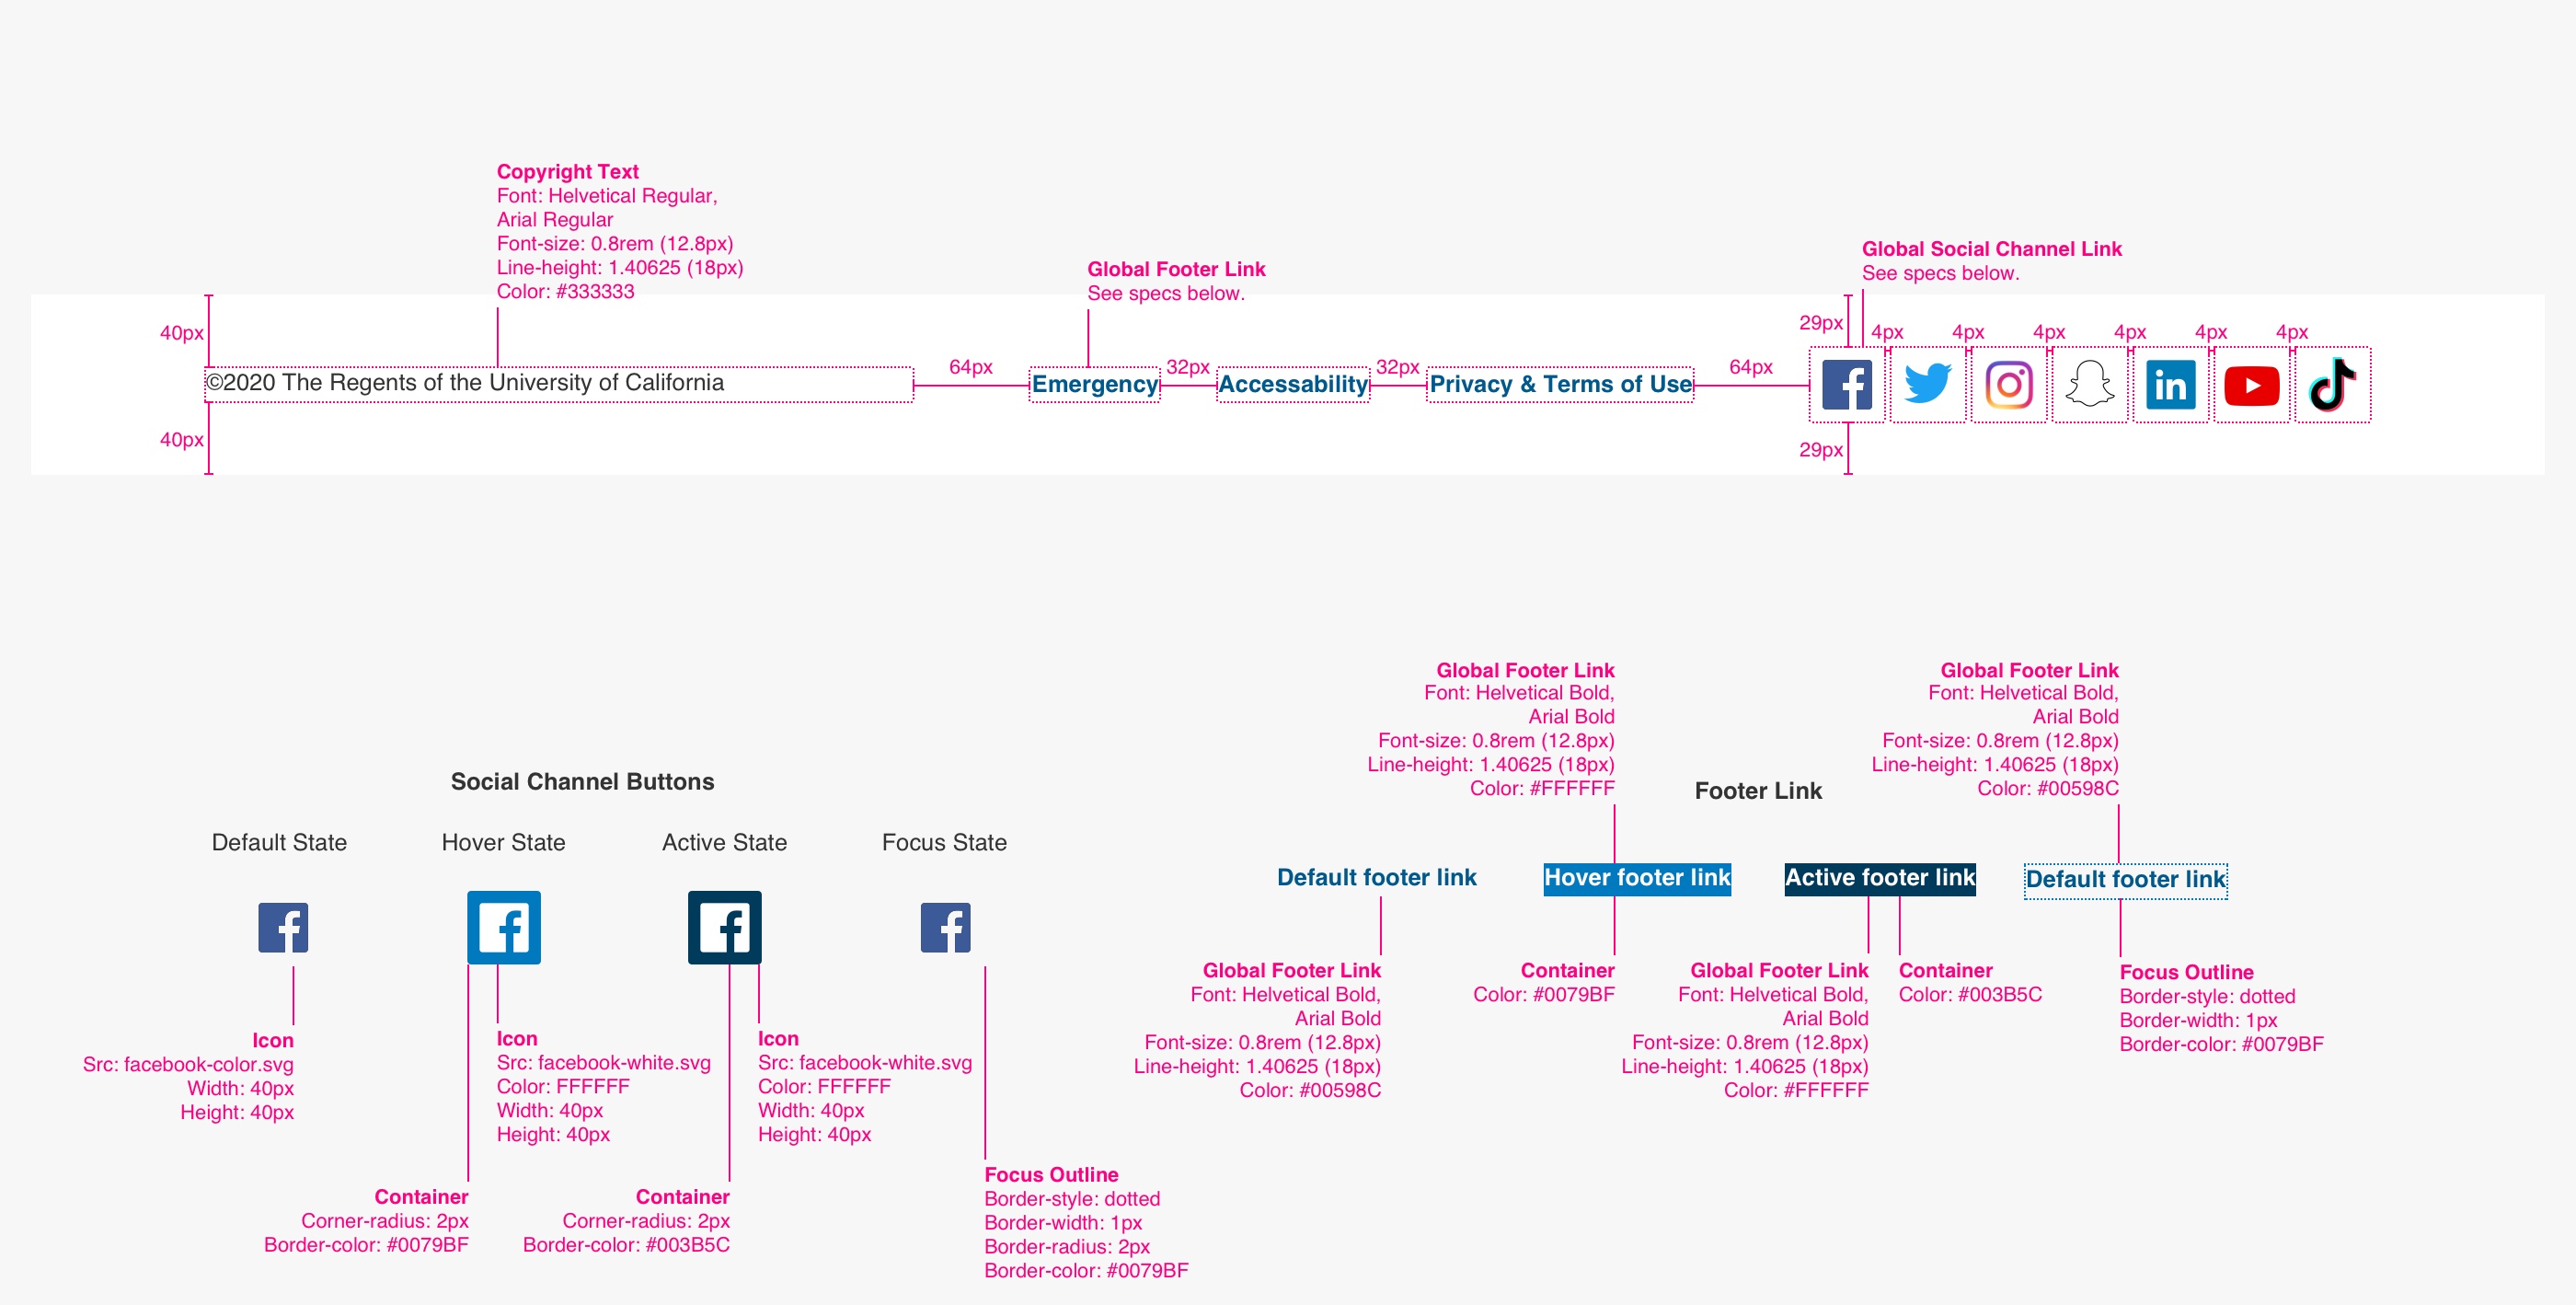 Copyright Text
Font: Helvetical Regular,
Arial Regular
Font-size: 0.8rem (12.8px)
Line-height: 1.40625 (18px)
Color: #333333
Global Footer Link
See specs below.
Global Social Channel Link
See specs below.
40px
29px
4px 4px 4px 4px 4px 4px
©2020 The Regents of the University of California 64px Emergency 32px Accessability 32px Privacy & Terms of Use 64px f in
40px
29px
Social Channel Buttons
Default State Hover State Active State Focus State
f f f f
Icon
Src: facebook-color.svg
Width: 40px
Height: 40px
Icon
Src: facebook-white.svg
Color: FFFFFF
Width: 40px
Height: 40px
Icon
Src: facebook-white.svg
Color: FFFFFF
Width: 40px
Height: 40px
Container
Corner-radius: 2px
Border-color: #0079BF
Container
Corner-radius: 2px
Border-color: #003B5C
Focus Outline
Border-style: dotted
Border-width: 1px
Border-radius: 2px
Border-color: #0079BF
Global Footer Link
Font: Helvetical Bold,
Arial Bold
Font-size: 0.8rem (12.8px)
Line-height: 1.40625 (18px)
Color: #FFFFFF
Global Footer Link
Font: Helvetical Bold,
Arial Bold
Font-size: 0.8rem (12.8px)
Line-height: 1.40625 (18px)
Color: #00598C
Footer Link
Default footer link Hover footer link Active footer link Default footer link
Global Footer Link
Font: Helvetical Bold,
Arial Bold
Font-size: 0.8rem (12.8px)
Line-height: 1.40625 (18px)
Color: #00598C
Container
Color: #0079BF
Global Footer Link
Font: Helvetical Bold,
Arial Bold
Font-size: 0.8rem (12.8px)
Line-height: 1.40625 (18px)
Color: #FFFFFF
Container
Color: #003B5C
Focus Outline
Border-style: dotted
Border-width: 1px
Border-color: #0079BF